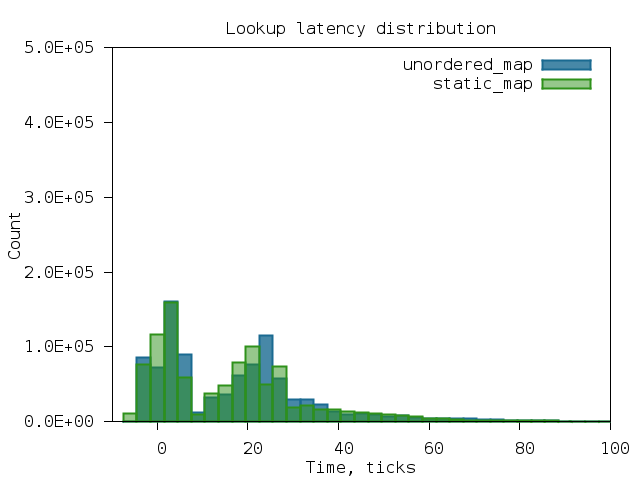 Lookup latency distribution
5.0E+05
4.0E+05
3.0E+05
2.0E+05
1.0E+05
0.0E+00
Count
unordered_map
static_map
0 20 40 60 80 100
Time, ticks